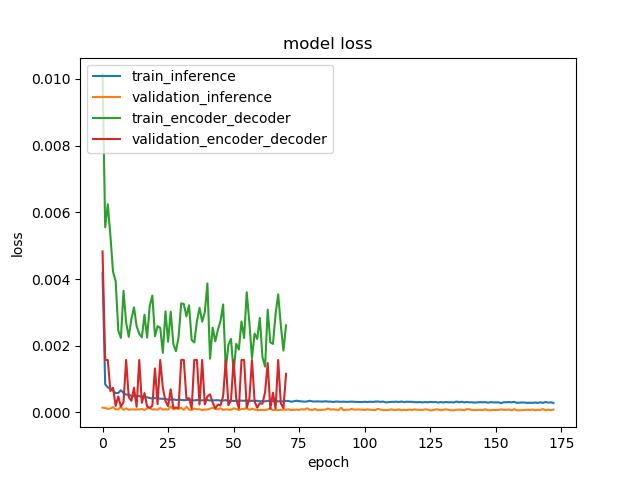 model loss
train_inference
validation_inference
train_encoder_decoder
validation_encoder_decoder
0.010
0.008
0.006
0.004
0.002
0.000
loss
0 25 50 75 100 125 150 175
epoch